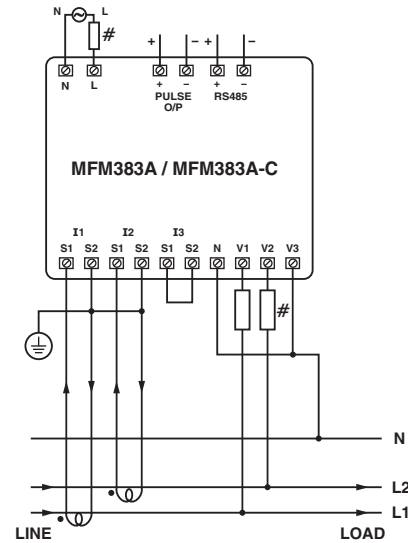 N L
#
+ − + −
N L + − + −
PULSE O/P RS485
MFM383A / MFM383A-C
I1 I2 I3
S1 S2 S1 S2 S1 S2 N V1 V2 V3
#
N
L2
L1
LINE LOAD